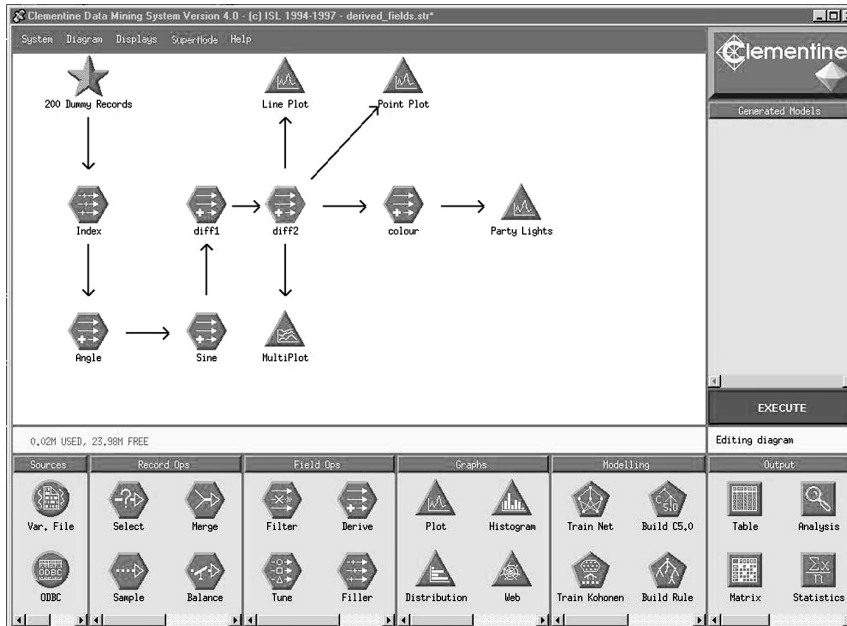 Clementine Data Mining System Version 4.0 - (c) ISL 1994-1997 - derived_fields.str*
System Diagram Displays SuperNode Help
Clementine
200 Dummy Records
Line Plot
Point Plot
Generated Models
Index
diff1
diff2
colour
Party Lights
Angle
Sine
MultiPlot
EXECUTE
0.02M USED, 23.98M FREE
Editing diagram
Sources
Record Ops
Field Ops
Graphs
Modelling
Output
Var. File
Select
Merge
Filter
Derive
Plot
Histogram
Train Net
C5.0
Build C5.0
Table
Analysis
ODBC
ODBC
Sample
Balance
Tune
Filler
Distribution
Web
Train Kohonen
Build Rule
Matrix
Σx
n
Statistics